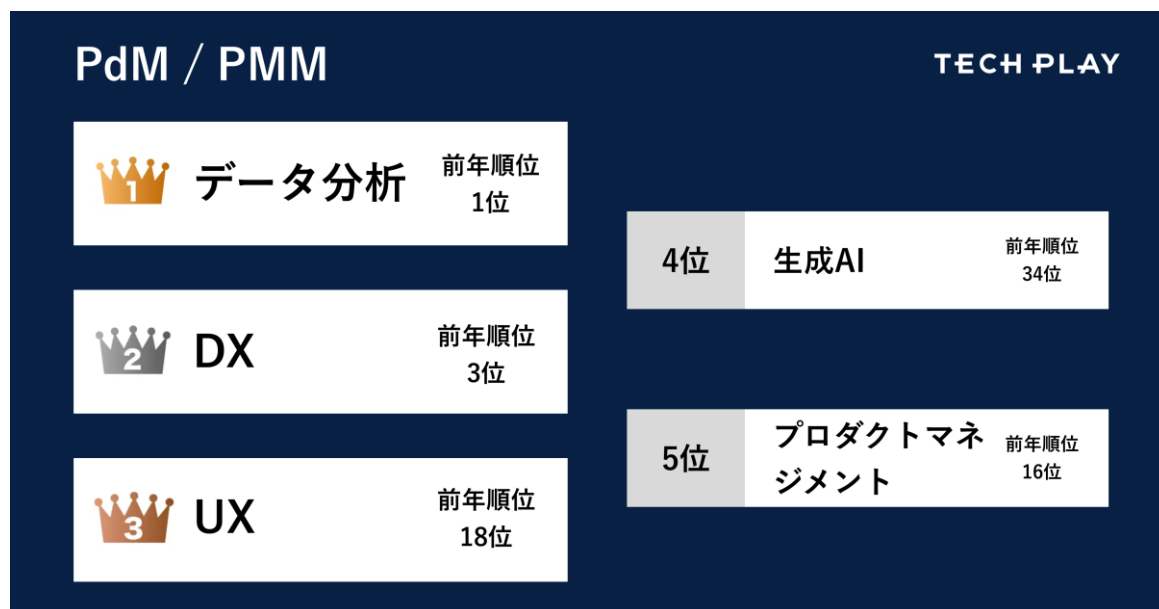 PdM / PMM
TECH PLAY
1
データ分析
前年順位
1位
2
DX
前年順位
3位
3
UX
前年順位
18位
4位
生成AI
前年順位
34位
5位
プロダクトマネ
ジメント
前年順位
16位